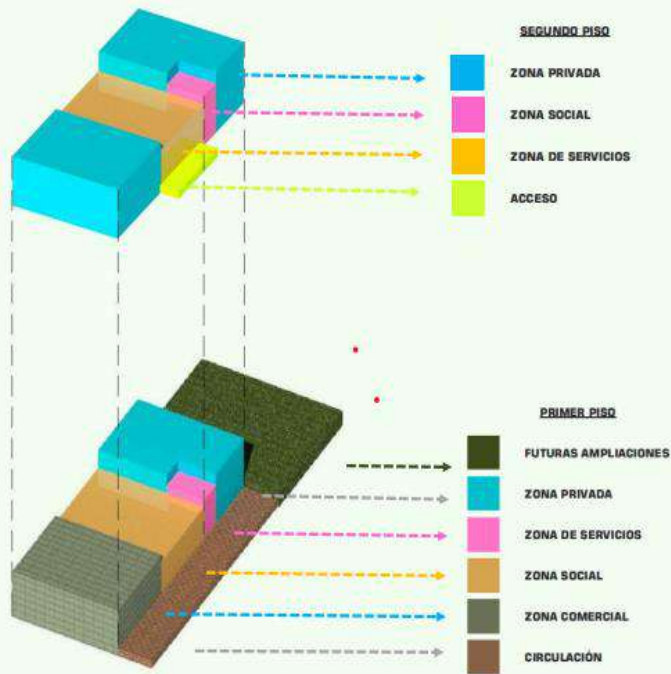 SEGUNDO PISO
ZONA PRIVADA
ZONA SOCIAL
ZONA DE SERVICIOS
ACCESO
PRIMER PISO
FUTURAS AMPLIACIONES
ZONA PRIVADA
ZONA DE SERVICIOS
ZONA SOCIAL
ZONA COMERCIAL
CIRCULACIÓN